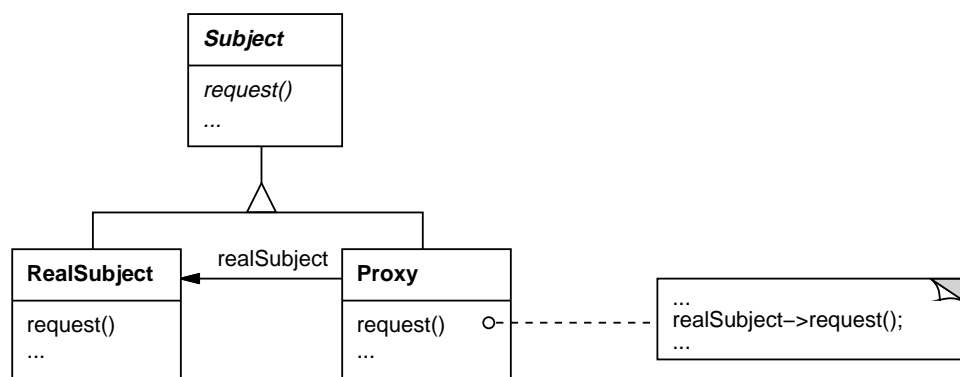 Subject
request()
...
realSubject
RealSubject
request()
...
Proxy
request()
...
...
realSubject−>request();
...